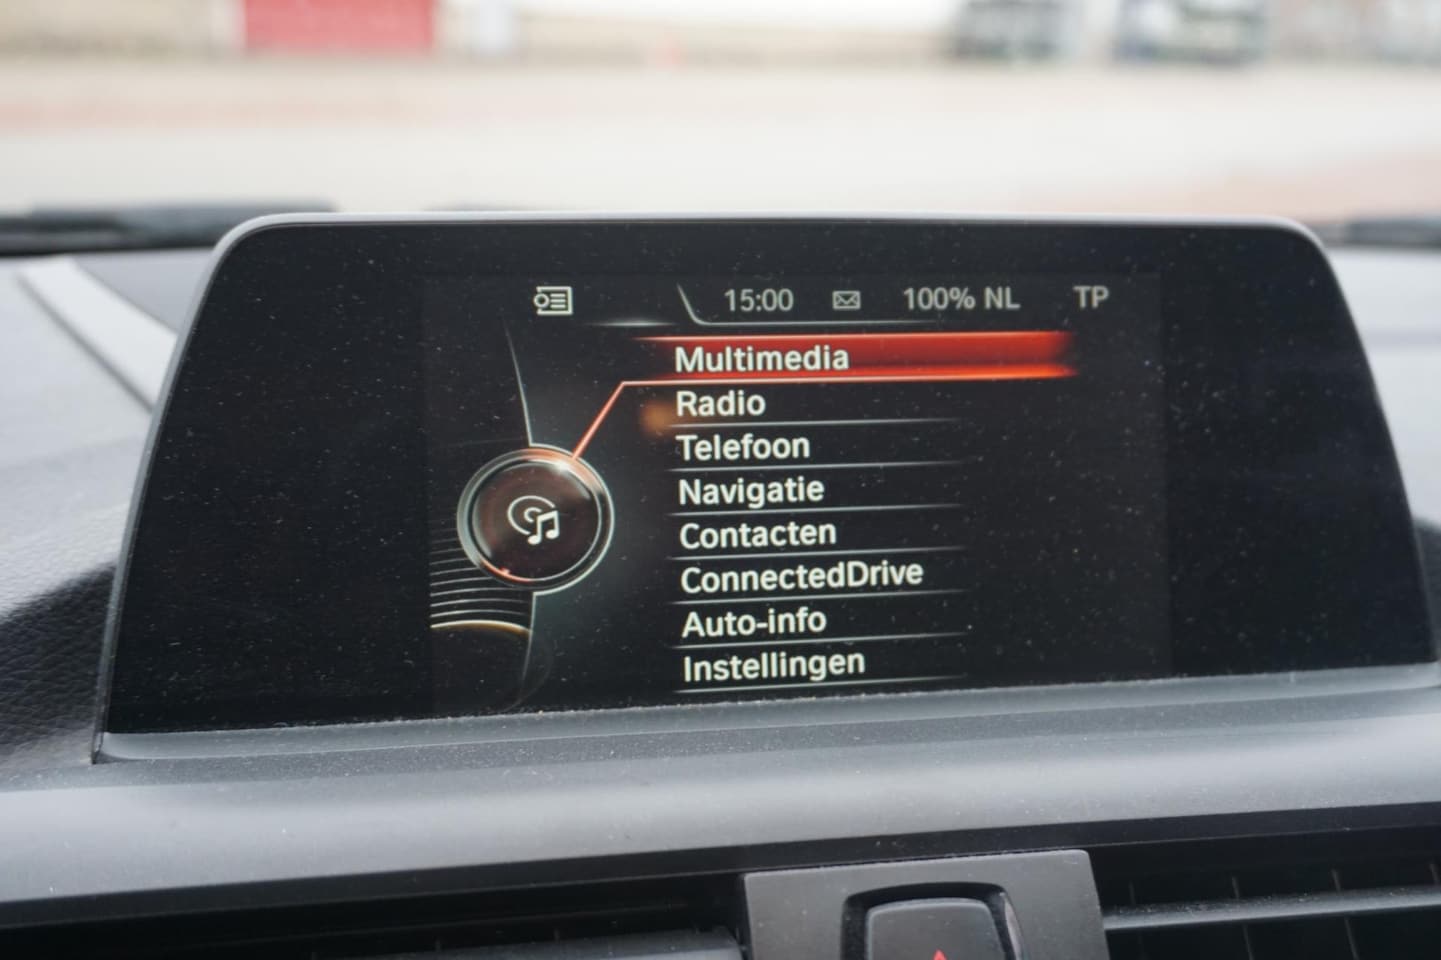 15:00 100% NL TP
Multimedia
Radio
Telefoon
Navigatie
Contacten
ConnectedDrive
Auto-info
Instellingen